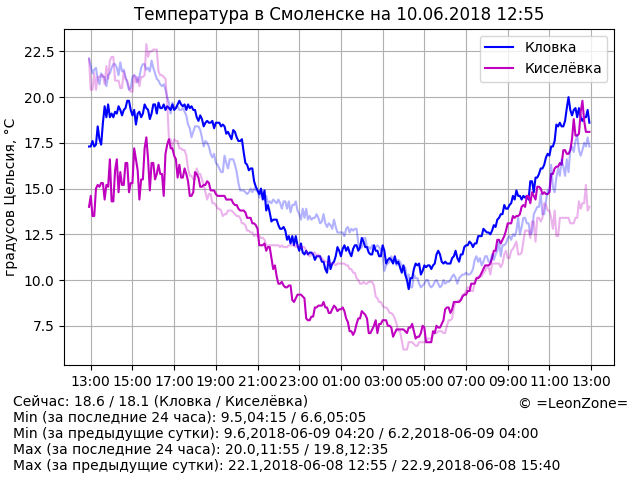 Температура в Смоленске на 10.06.2018 12:55
градусов Цельсия, °C
22.5
20.0
17.5
15.0
12.5
10.0
7.5
Кловка
Киселёвка
13:00 15:00 17:00 19:00 21:00 23:00 01:00 03:00 05:00 07:00 09:00 11:00 13:00
Сейчас: 18.6 / 18.1 (Кловка / Киселёвка)
© =LeonZone=
Min (за последние 24 часа): 9.5,04:15 / 6.6,05:05
Min (за предыдущие сутки): 9.6,2018-06-09 04:20 / 6.2,2018-06-09 04:00
Max (за последние 24 часа): 20.0,11:55 / 19.8,12:35
Max (за предыдущие сутки): 22.1,2018-06-08 12:55 / 22.9,2018-06-08 15:40